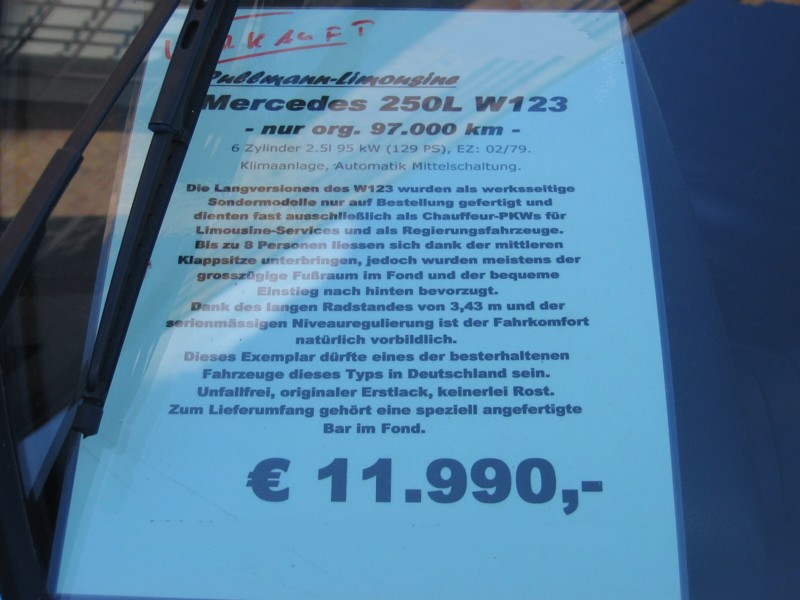 VERKAUFT
Pullmann-Limousine
Mercedes 250L W123
- nur org. 97.000 km -
6 Zylinder 2.5l 95 kW (129 PS), EZ: 02/79.
Klimaanlage, Automatik Mittelschaltung.
Die Langversionen des W123 wurden als werksseitige
Sondermodelle nur auf Bestellung gefertigt und
dienten fast ausschließlich als Chauffeur-PKWs für
Limousine-Services und als Regierungsfahrzeuge.
Bis zu 8 Personen liessen sich dank der mittleren
Klappsitze unterbringen, jedoch wurden meistens der
grosszügige Fußraum im Fond und der bequeme
Einstieg nach hinten bevorzugt.
Dank des langen Radstandes von 3,43 m und der
serienmässigen Niveauregulierung ist der Fahrkomfort
natürlich vorbildlich.
Dieses Exemplar dürfte eines der besterhaltenen
Fahrzeuge dieses Typs in Deutschland sein.
Unfallfrei, originaler Erstlack, keinerlei Rost.
Zum Lieferumfang gehört eine speziell angefertigte
Bar im Fond.
€ 11.990,-